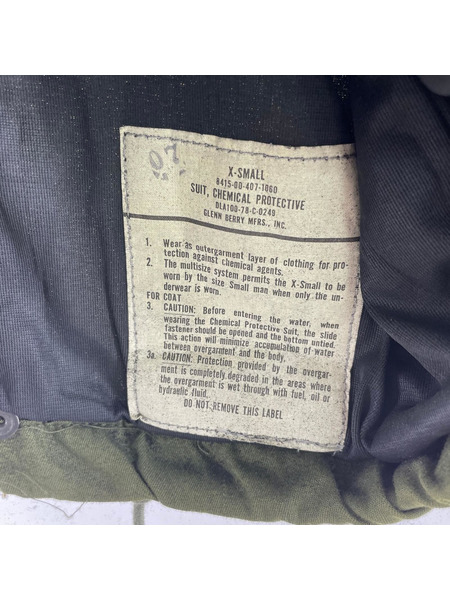 07
X-SMALL
8415-00-407-1060
SUIT, CHEMICAL PROTECTIVE
DLA100-78-C-0249
GLENN BERRY MFRS., INC.
1. Wear as outergarment layer of clothing for pro-
tection against chemical agents.
2. The multisize system permits the X-Small to be
worn by the size Small man when only the un-
derwear is worn.
FOR COAT
3. CAUTION: Before entering the water, when
wearing the Chemical Protective Suit, the slide
fastener should be opened and the bottom untied.
This action will minimize accumulation of water
between overgarment and the body.
3a CAUTION: Protection provided by the overgar-
ment is completely degraded in the areas where
the overgarment is wet through with fuel, oil or
hydraulic fluid.
DO NOT REMOVE THIS LABEL